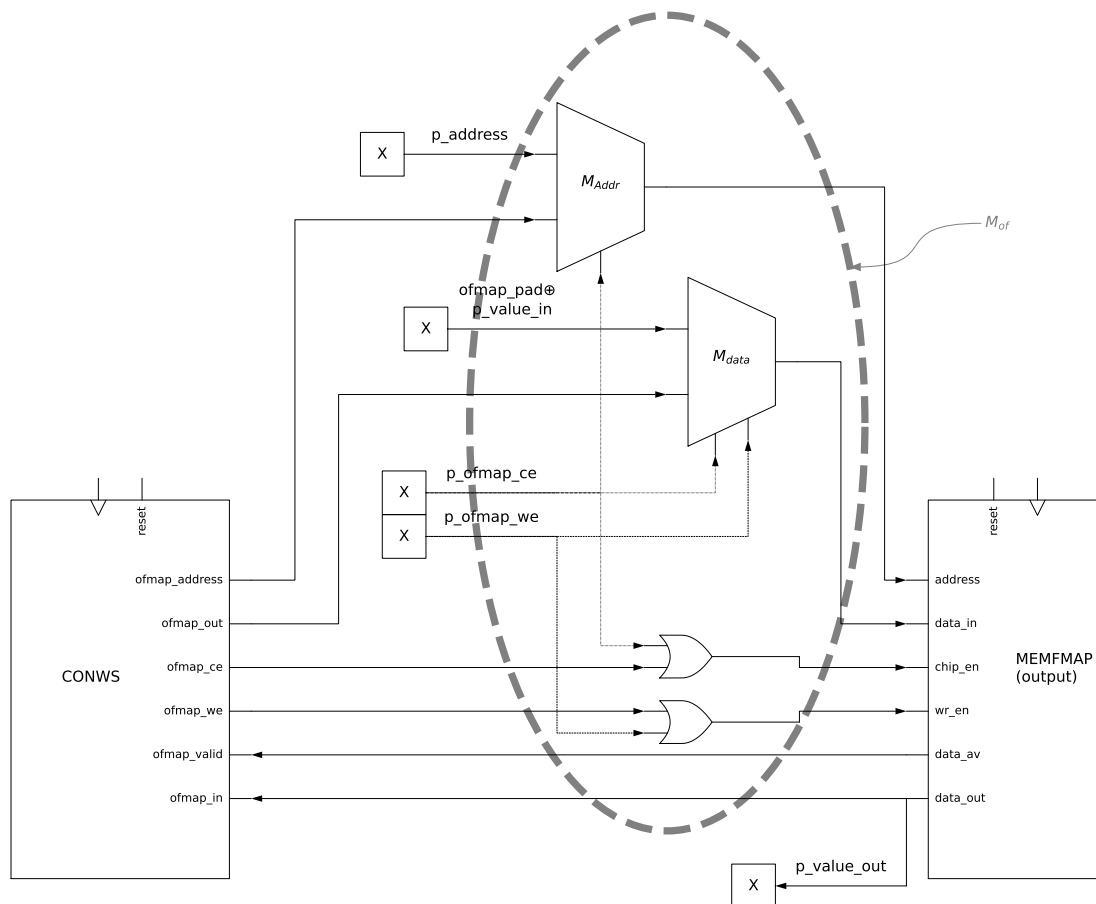 p_address
X
M_Addr
M_of
ofmap_pad⊕
p_value_in
X
M_data
p_ofmap_ce
X
p_ofmap_we
X
reset
reset
ofmap_address
address
ofmap_out
data_in
CONWS
ofmap_ce
chip_en
MEMFMAP
(output)
ofmap_we
wr_en
ofmap_valid
data_av
ofmap_in
data_out
p_value_out
X